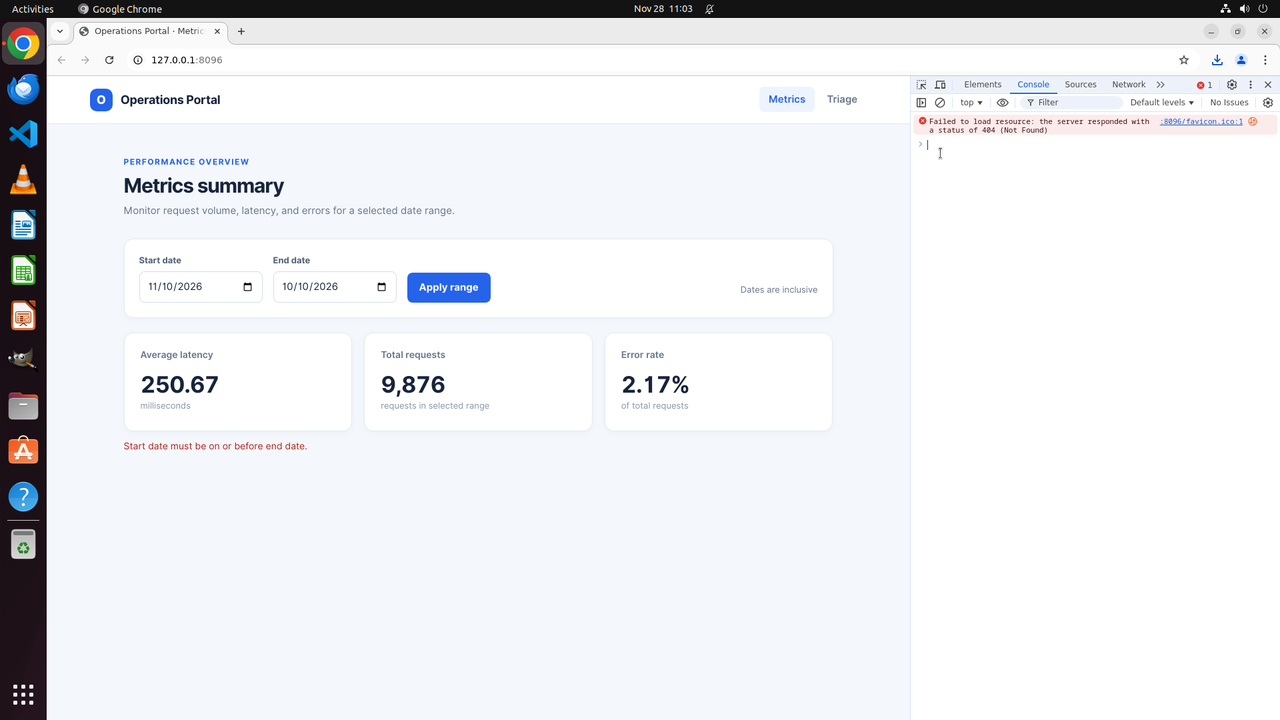 Activities
Google Chrome
Nov 28 11:03
Operations Portal · Metric
127.0.0.1:8096
O Operations Portal
Metrics
Triage
PERFORMANCE OVERVIEW
Metrics summary
Monitor request volume, latency, and errors for a selected date range.
Start date
End date
11/10/2026
10/10/2026
Apply range
Dates are inclusive
Average latency
250.67
milliseconds
Total requests
9,876
requests in selected range
Error rate
2.17%
of total requests
Start date must be on or before end date.
Elements
Console
Sources
Network
1
top
Filter
Default levels
No Issues
Failed to load resource: the server responded with :8096/favicon.ico:1
a status of 404 (Not Found)